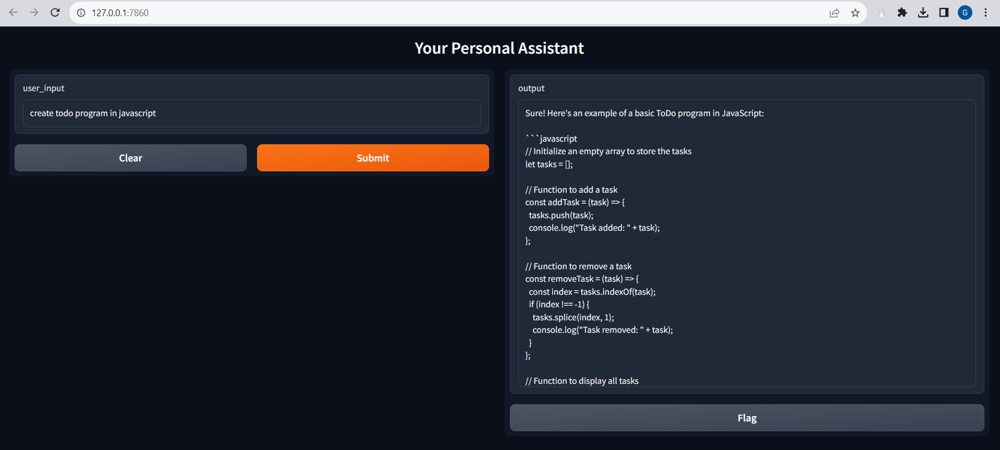 127.0.0.1:7860
G
Your Personal Assistant
user_input
create todo program in javascript
Clear
Submit
output
Sure! Here's an example of a basic ToDo program in JavaScript:
```javascript
// Initialize an empty array to store the tasks
let tasks = [];
// Function to add a task
const addTask = (task) => {
  tasks.push(task);
  console.log("Task added: " + task);
};
// Function to remove a task
const removeTask = (task) => {
  const index = tasks.indexOf(task);
  if (index !== -1) {
    tasks.splice(index, 1);
    console.log("Task removed: " + task);
  }
};
// Function to display all tasks
Flag